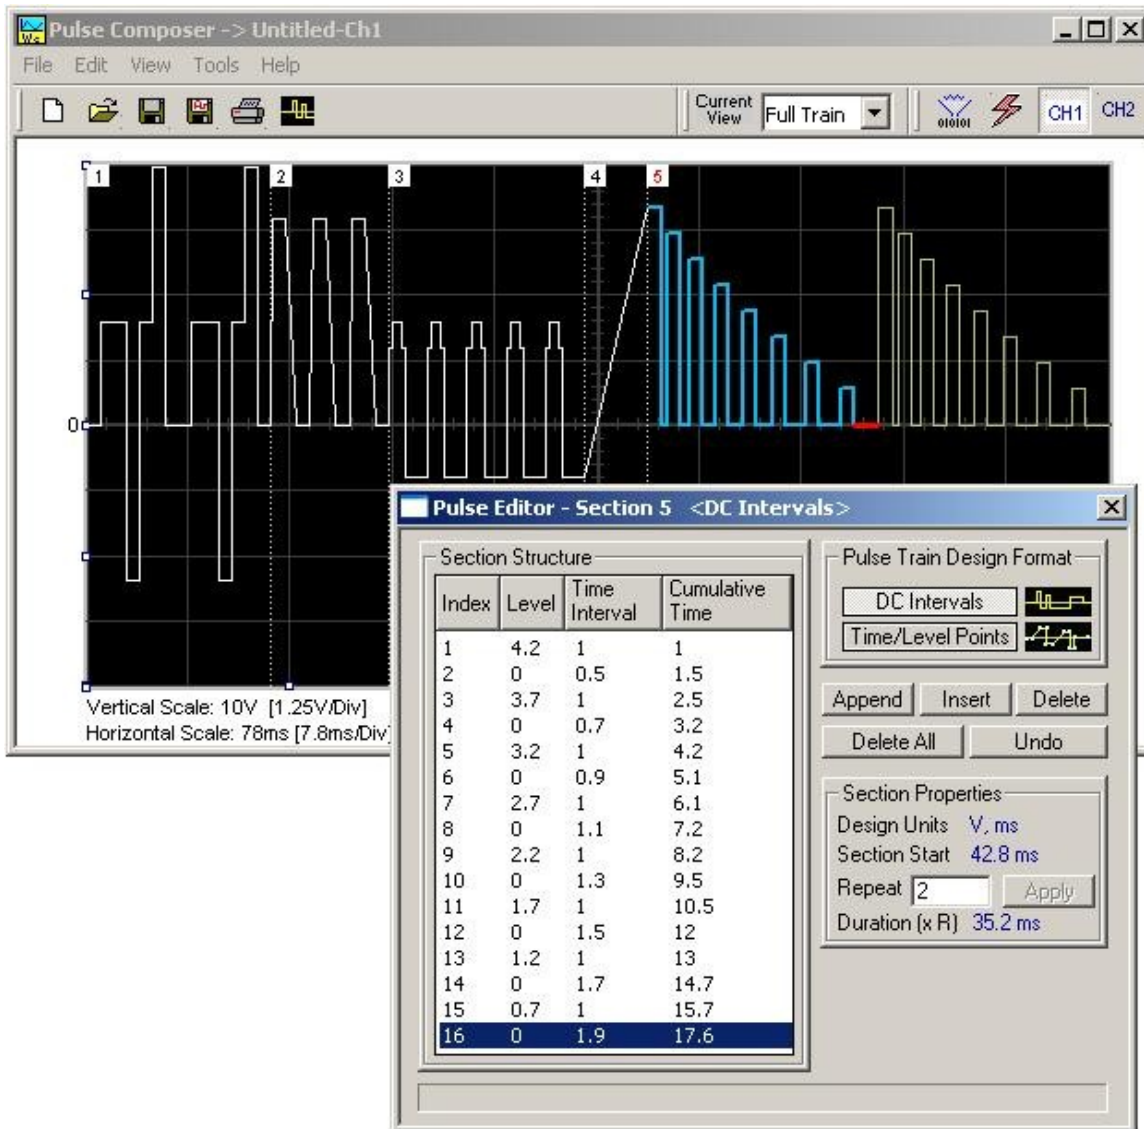 Pulse Composer -> Untitled-Ch1
File Edit View Tools Help
Current View Full Train CH1 CH2
1 2 3 4 5
0
Vertical Scale: 10V [1.25V/Div]
Horizontal Scale: 78ms [7.8ms/Div]
Pulse Editor - Section 5 <DC Intervals>
Section Structure
Index Level Time Interval Cumulative Time
1 4.2 1 1
2 0 0.5 1.5
3 3.7 1 2.5
4 0 0.7 3.2
5 3.2 1 4.2
6 0 0.9 5.1
7 2.7 1 6.1
8 0 1.1 7.2
9 2.2 1 8.2
10 0 1.3 9.5
11 1.7 1 10.5
12 0 1.5 12
13 1.2 1 13
14 0 1.7 14.7
15 0.7 1 15.7
16 0 1.9 17.6
Pulse Train Design Format
DC Intervals
Time/Level Points
Append Insert Delete
Delete All Undo
Section Properties
Design Units V, ms
Section Start 42.8 ms
Repeat 2 Apply
Duration (x R) 35.2 ms